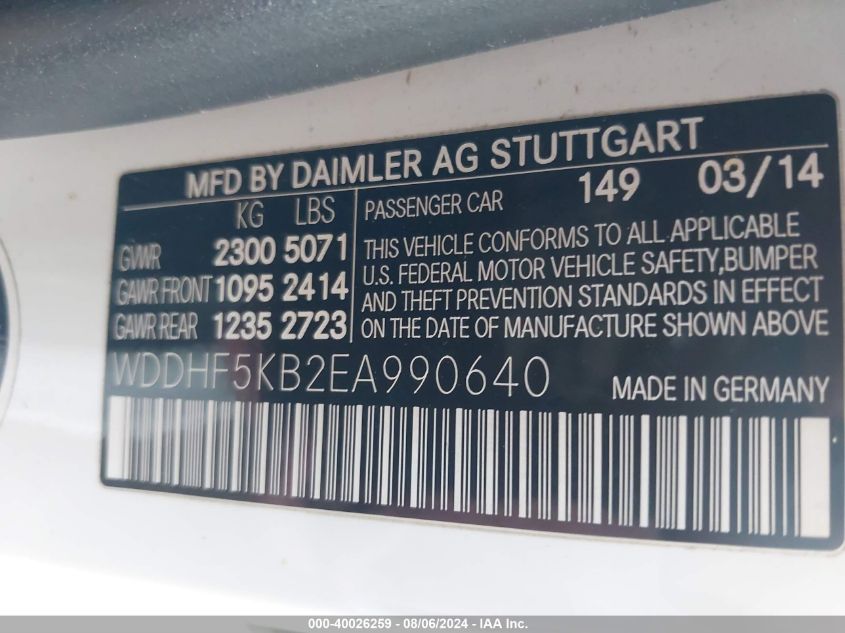 MFD BY DAIMLER AG STUTTGART
KG LBS
GVWR 2300 5071
GAWR FRONT 1095 2414
GAWR REAR 1235 2723
PASSENGER CAR 149 03/14
THIS VEHICLE CONFORMS TO ALL APPLICABLE
U.S. FEDERAL MOTOR VEHICLE SAFETY,BUMPER
AND THEFT PREVENTION STANDARDS IN EFFECT
ON THE DATE OF MANUFACTURE SHOWN ABOVE
WDDHF5KB2EA990640 MADE IN GERMANY
000-40026259 - 08/06/2024 - IAA Inc.